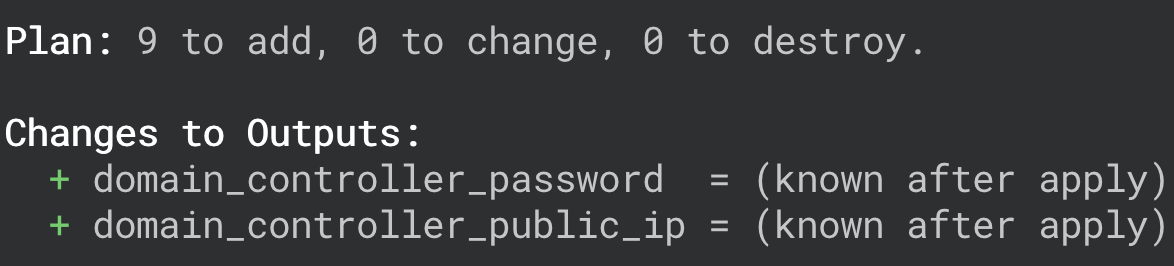 Plan: 9 to add, 0 to change, 0 to destroy.
Changes to Outputs:
+ domain_controller_password = (known after apply)
+ domain_controller_public_ip = (known after apply)